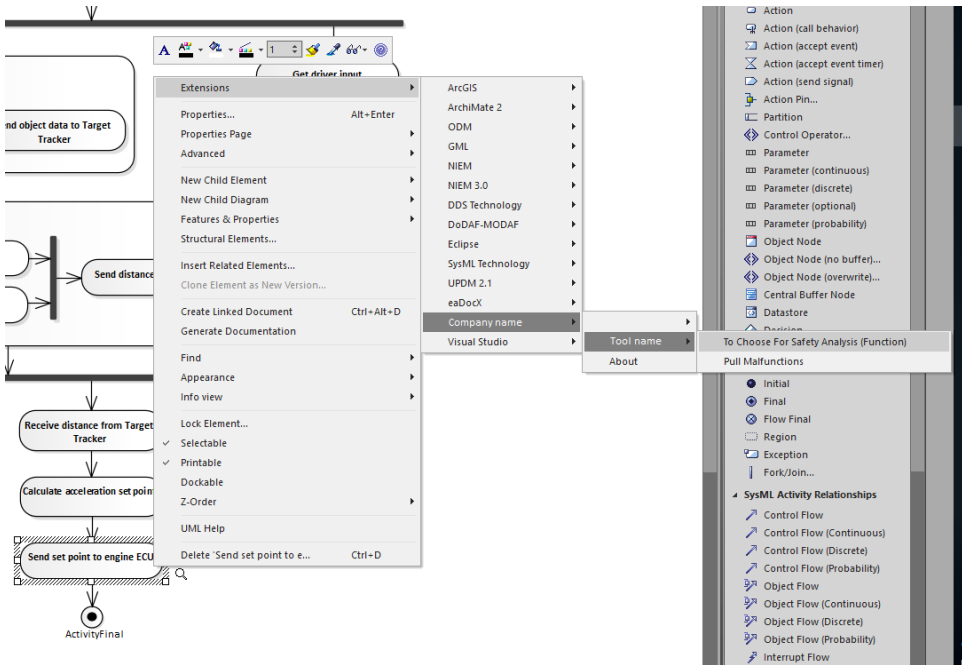 Get driver input
nd object data to Target
Tracker
Send distance
Receive distance from Target
Tracker
Calculate acceleration set point
Send set point to engine ECU
ActivityFinal
A
1
Extensions
Properties... Alt+Enter
Properties Page
Advanced
New Child Element
New Child Diagram
Features & Properties
Structural Elements...
Insert Related Elements...
Clone Element as New Version...
Create Linked Document Ctrl+Alt+D
Generate Documentation
Find
Appearance
Info view
Lock Element...
Selectable
Printable
Dockable
Z-Order
UML Help
Delete 'Send set point to e... Ctrl+D
ArcGIS
ArchiMate 2
ODM
GML
NIEM
NIEM 3.0
DDS Technology
DoDAF-MODAF
Eclipse
SysML Technology
UPDM 2.1
eaDocX
Company name
Visual Studio
Tool name
About
To Choose For Safety Analysis (Function)
Pull Malfunctions
Action
Action (call behavior)
Action (accept event)
Action (accept event timer)
Action (send signal)
Action Pin...
Partition
Control Operator...
Parameter
Parameter (continuous)
Parameter (discrete)
Parameter (optional)
Parameter (probability)
Object Node
Object Node (no buffer)...
Object Node (overwrite)...
Central Buffer Node
Datastore
Decision
Initial
Final
Flow Final
Region
Exception
Fork/Join...
SysML Activity Relationships
Control Flow
Control Flow (Continuous)
Control Flow (Discrete)
Control Flow (Probability)
Object Flow
Object Flow (Continuous)
Object Flow (Discrete)
Object Flow (Probability)
Interrupt Flow